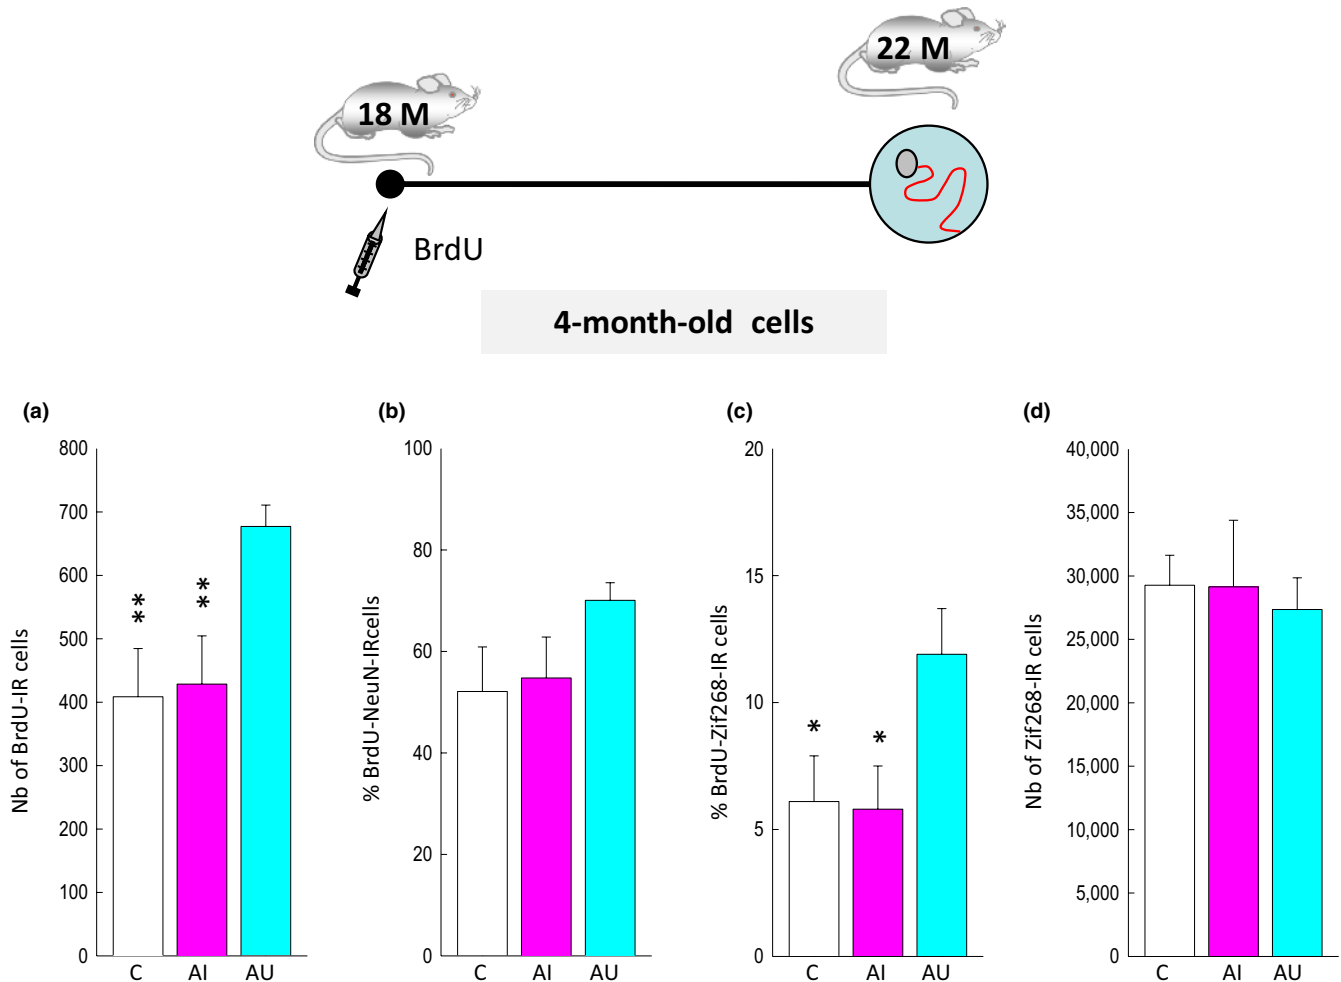 22 M
18 M
BrdU
4-month-old cells
(a)
(b)
(c)
(d)
Nb of BrdU-IR cells
800
700
600
500
400
300
200
100
0
**
**
C
AI
AU
% BrdU-NeuN-IRcells
100
80
60
40
20
0
C
AI
AU
% BrdU-Zif268-IR cells
20
15
10
5
0
*
*
C
AI
AU
Nb of Zif268-IR cells
40,000
35,000
30,000
25,000
20,000
15,000
10,000
5,000
0
C
AI
AU